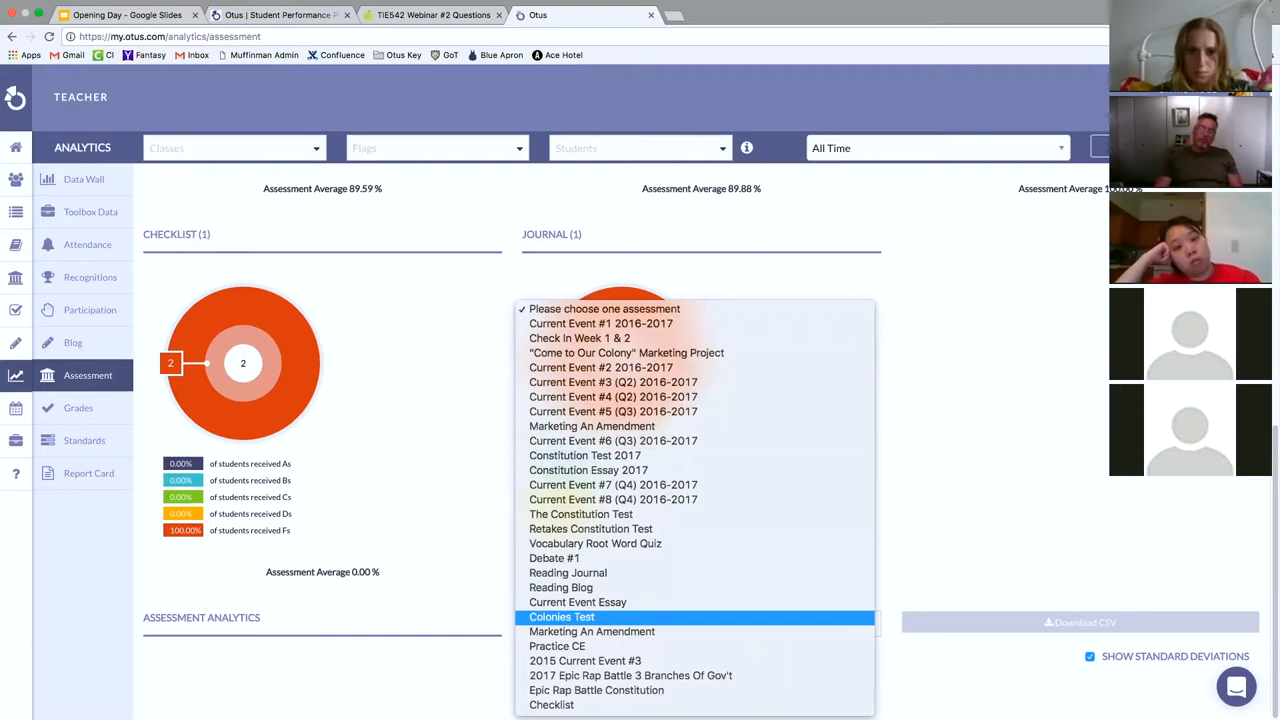 Opening Day - Google Slides
Otus | Student Performance Pl
TIE542 Webinar #2 Questions
Otus
https://my.otus.com/analytics/assessment
Apps
Gmail
CI
Yantasy
Inbox
Muffinman Admin
Confluence
Otus Key
GoT
Blue Apron
Ace Hotel
TEACHER
ANALYTICS
Classes
Flags
Students
All Time
Data Wall
Toolbox Data
Attendance
Recognitions
Participation
Blog
Assessment
Grades
Standards
Report Card
Assessment Average 89.59 %
Assessment Average 89.88 %
Assessment Average 100.00 %
CHECKLIST (1)
JOURNAL (1)
2
2
0.00% of students received As
0.00% of students received Bs
0.00% of students received Cs
0.00% of students received Ds
100.00% of students received Fs
Assessment Average 0.00 %
ASSESSMENT ANALYTICS
✓ Please choose one assessment
Current Event #1 2016-2017
Check In Week 1 & 2
"Come to Our Colony" Marketing Project
Current Event #2 2016-2017
Current Event #3 (Q2) 2016-2017
Current Event #4 (Q2) 2016-2017
Current Event #5 (Q3) 2016-2017
Marketing An Amendment
Current Event #6 (Q3) 2016-2017
Constitution Test 2017
Constitution Essay 2017
Current Event #7 (Q4) 2016-2017
Current Event #8 (Q4) 2016-2017
The Constitution Test
Retakes Constitution Test
Vocabulary Root Word Quiz
Debate #1
Reading Journal
Reading Blog
Current Event Essay
Colonies Test
Marketing An Amendment
Practice CE
2015 Current Event #3
2017 Epic Rap Battle 3 Branches Of Gov't
Epic Rap Battle Constitution
Checklist
Download CSV
SHOW STANDARD DEVIATIONS